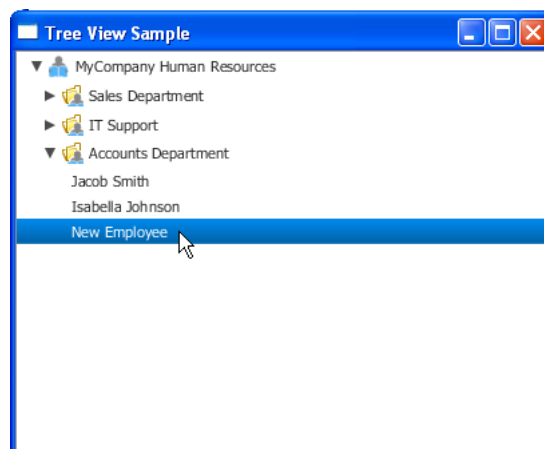 Tree View Sample
MyCompany Human Resources
Sales Department
IT Support
Accounts Department
Jacob Smith
Isabella Johnson
New Employee